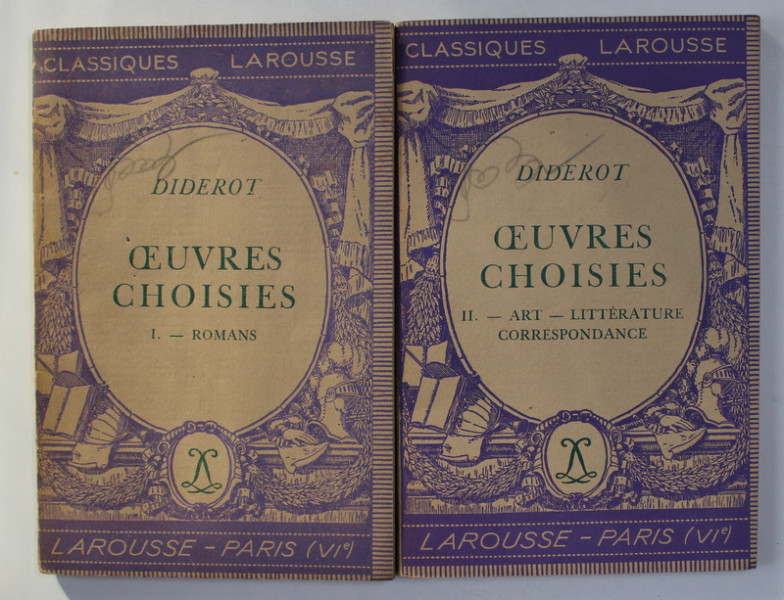 CLASSIQUES LAROUSSE
DIDEROT
ŒUVRES
CHOISIES
I. — ROMANS
LAROUSSE – PARIS (VIe)
CLASSIQUES LAROUSSE
DIDEROT
ŒUVRES
CHOISIES
II. — ART — LITTÉRATURE
CORRESPONDANCE
LAROUSSE – PARIS (VIe)